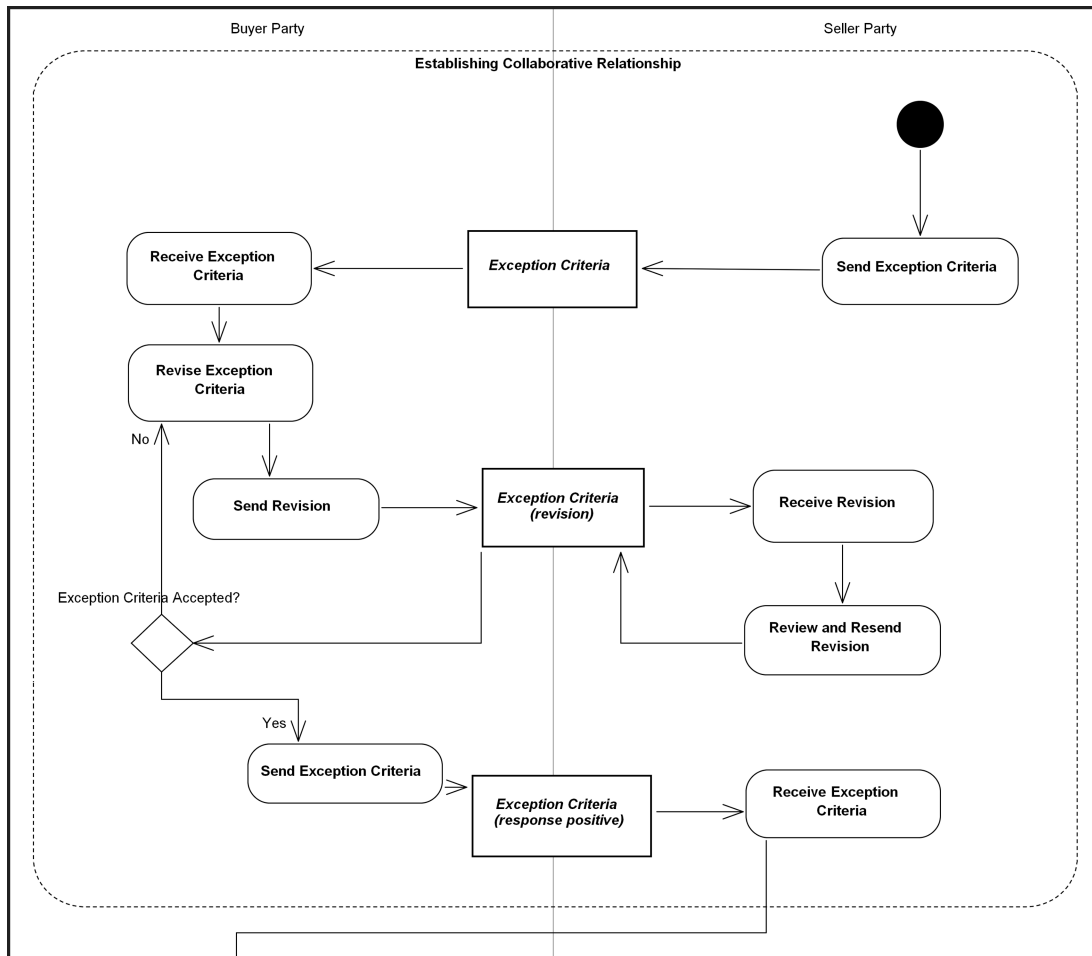 Buyer Party
Seller Party
Establishing Collaborative Relationship
Receive Exception
Criteria
Exception Criteria
Send Exception Criteria
Revise Exception
Criteria
No
Send Revision
Exception Criteria
(revision)
Receive Revision
Exception Criteria Accepted?
Review and Resend
Revision
Yes
Send Exception Criteria
Exception Criteria
(response positive)
Receive Exception
Criteria